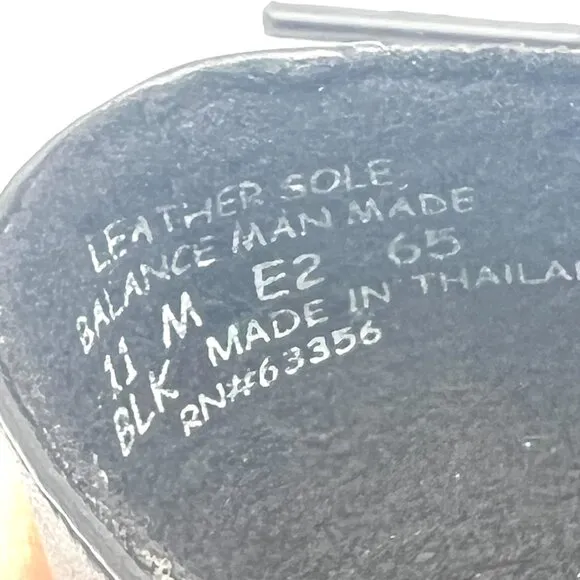 LEATHER SOLE
BALANCE MAN MADE
11 M E2 65
BLK MADE IN THAILA
RN#63356